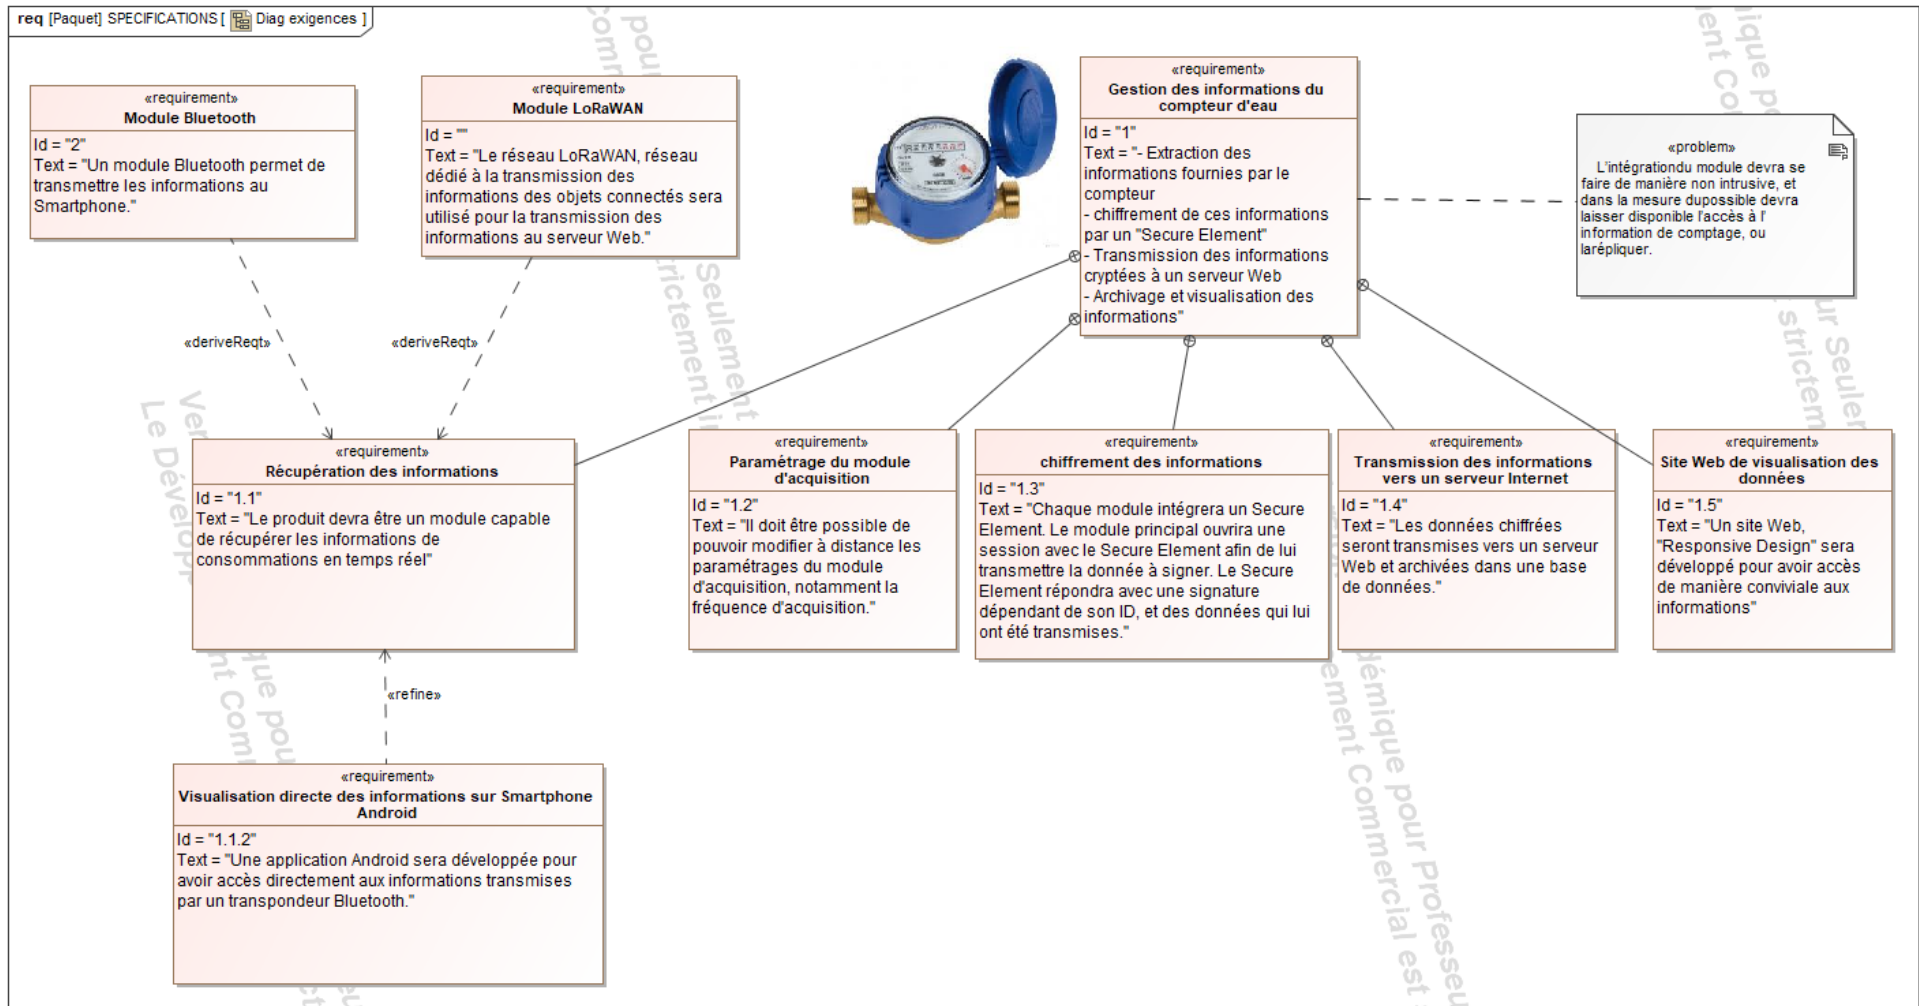 req [Paquet] SPECIFICATIONS [ Diag exigences ]
«requirement»
Module Bluetooth
Id = "2"
Text = "Un module Bluetooth permet de
transmettre les informations au
Smartphone."
«requirement»
Module LoRaWAN
Id = ""
Text = "Le réseau LoRaWAN, réseau
dédié à la transmission des
informations des objets connectés sera
utilisé pour la transmission des
informations au serveur Web."
«requirement»
Gestion des informations du
compteur d'eau
Id = "1"
Text = "- Extraction des
informations fournies par le
compteur
- chiffrement de ces informations
par un "Secure Element"
- Transmission des informations
cryptées à un serveur Web
- Archivage et visualisation des
informations"
«problem»
L'intégrationdu module devra se
faire de manière non intrusive, et
dans la mesure dupossible devra
laisser disponible l'accès à l'
information de comptage, ou
larépliquer.
«deriveReqt»
«deriveReqt»
«requirement»
Récupération des informations
Id = "1.1"
Text = "Le produit devra être un module capable
de récupérer les informations de
consommations en temps réel"
«requirement»
Paramétrage du module
d'acquisition
Id = "1.2"
Text = "Il doit être possible de
pouvoir modifier à distance les
paramétrages du module
d'acquisition, notamment la
fréquence d'acquisition."
«requirement»
chiffrement des informations
Id = "1.3"
Text = "Chaque module intégrera un Secure
Element. Le module principal ouvrira une
session avec le Secure Element afin de lui
transmettre la donnée à signer. Le Secure
Element répondra avec une signature
dépendant de son ID, et des données qui lui
ont été transmises."
«requirement»
Transmission des informations
vers un serveur Internet
Id = "1.4"
Text = "Les données chiffrées
seront transmises vers un serveur
Web et archivées dans une base
de données."
«requirement»
Site Web de visualisation des
données
Id = "1.5"
Text = "Un site Web,
"Responsive Design" sera
développé pour avoir accès
de manière conviviale aux
informations"
«refine»
«requirement»
Visualisation directe des informations sur Smartphone
Android
Id = "1.1.2"
Text = "Une application Android sera développée pour
avoir accès directement aux informations transmises
par un transpondeur Bluetooth."